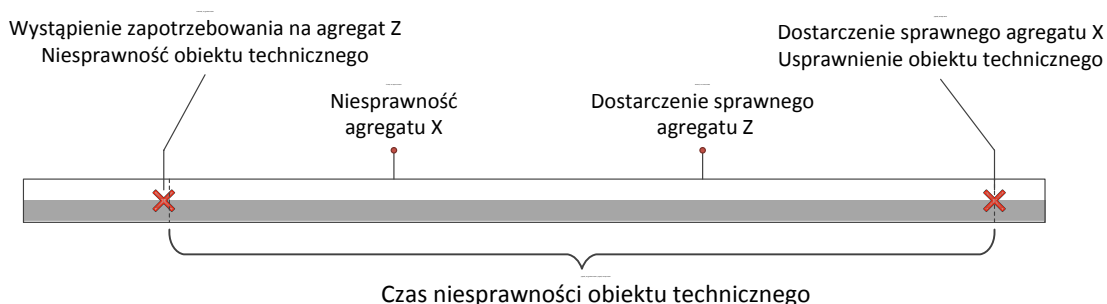 Wystąpienie zapotrzebowania na agregat Z
Niesprawność obiektu technicznego
Dostarczenie sprawnego agregatu X
Usprawnienie obiektu technicznego
Niesprawność
agregatu X
Dostarczenie sprawnego
agregatu Z
Czas niesprawności obiektu technicznego